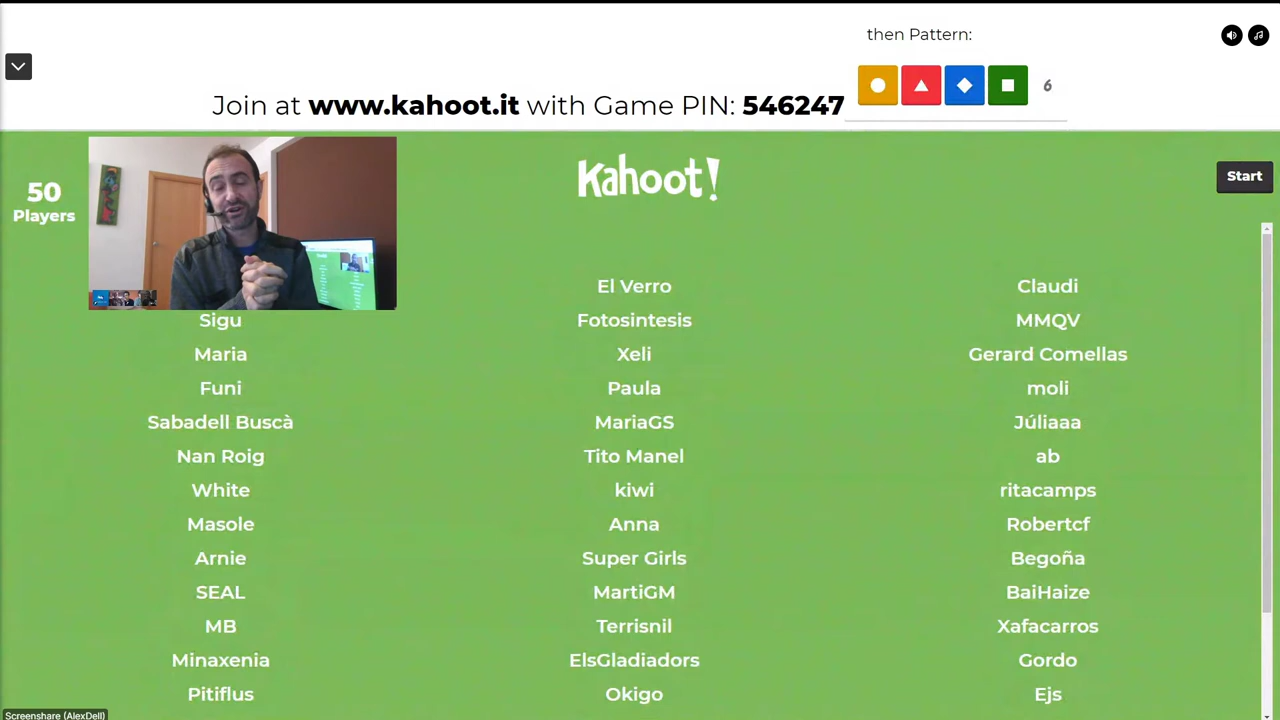 then Pattern:
6
Join at www.kahoot.it with Game PIN: 546247
50
Players
Kahoot!
Start
El Verro
Claudi
Sigu
Fotosintesis
MMQV
Maria
Xeli
Gerard Comellas
Funi
Paula
moli
Sabadell Buscà
MariaGS
Júliaaa
Nan Roig
Tito Manel
ab
White
kiwi
ritacamps
Masole
Anna
Robertcf
Arnie
Super Girls
Begoña
SEAL
MartiGM
BaiHaize
MB
Terrisnil
Xafacarros
Minaxenia
ElsGladiadors
Gordo
Pitiflus
Okigo
Ejs
Screenshare (AlexDell)